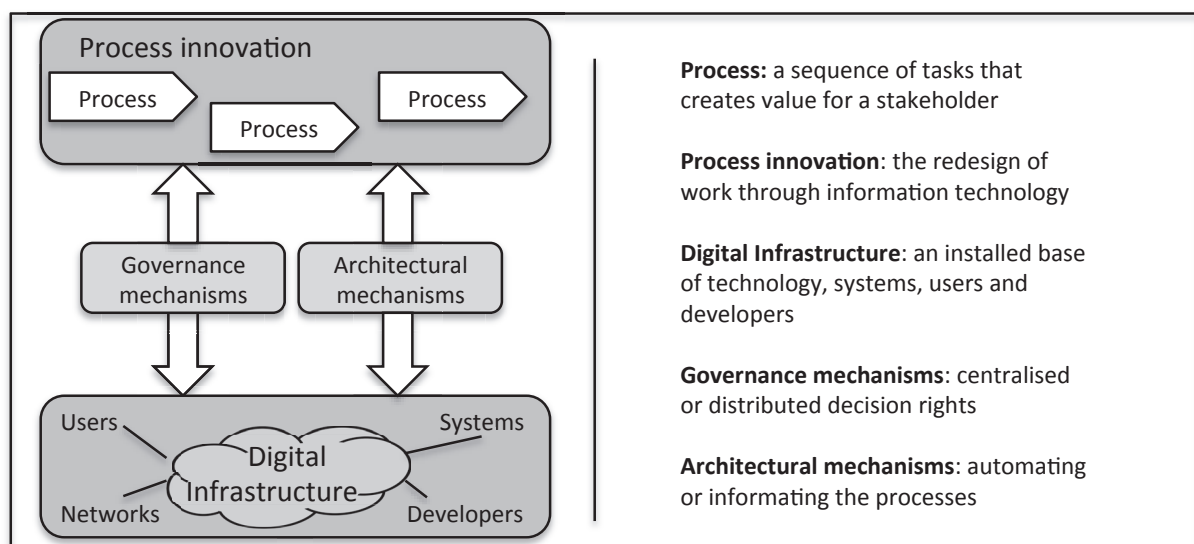 Process innovation
Process
Process
Process
Governance
mechanisms
Architectural
mechanisms
Users
Systems
Digital
Infrastructure
Networks
Developers
Process: a sequence of tasks that
creates value for a stakeholder
Process innovation: the redesign of
work through information technology
Digital Infrastructure: an installed base
of technology, systems, users and
developers
Governance mechanisms: centralised
or distributed decision rights
Architectural mechanisms: automating
or informating the processes